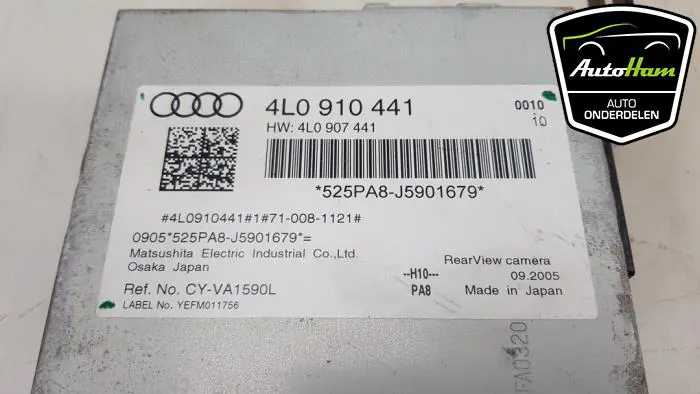 AutoHam
AUTO
ONDERDELEN
4L0 910 441
0010
10
HW: 4L0 907 441
*525PA8-J5901679*
#4L0910441#1#71-008-1121#
0905*525PA8-J5901679*=
Matsushita Electric Industrial Co.,Ltd.
Osaka Japan
RearView camera
--H10---
09.2005
Ref. No. CY-VA1590L
PA8
Made in Japan
LABEL No. YEFM011756
FA0320